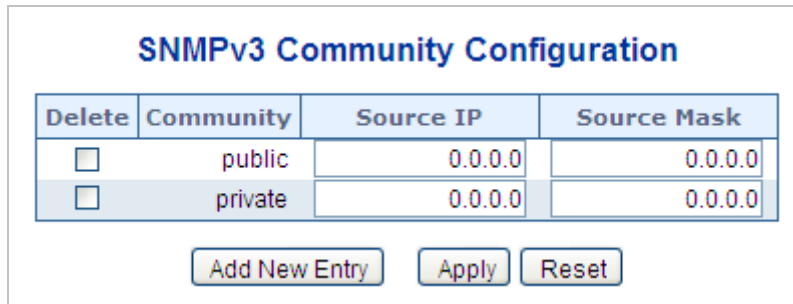 SNMPv3 Community Configuration
Delete Community Source IP Source Mask
public 0.0.0.0 0.0.0.0
private 0.0.0.0 0.0.0.0
Add New Entry Apply Reset